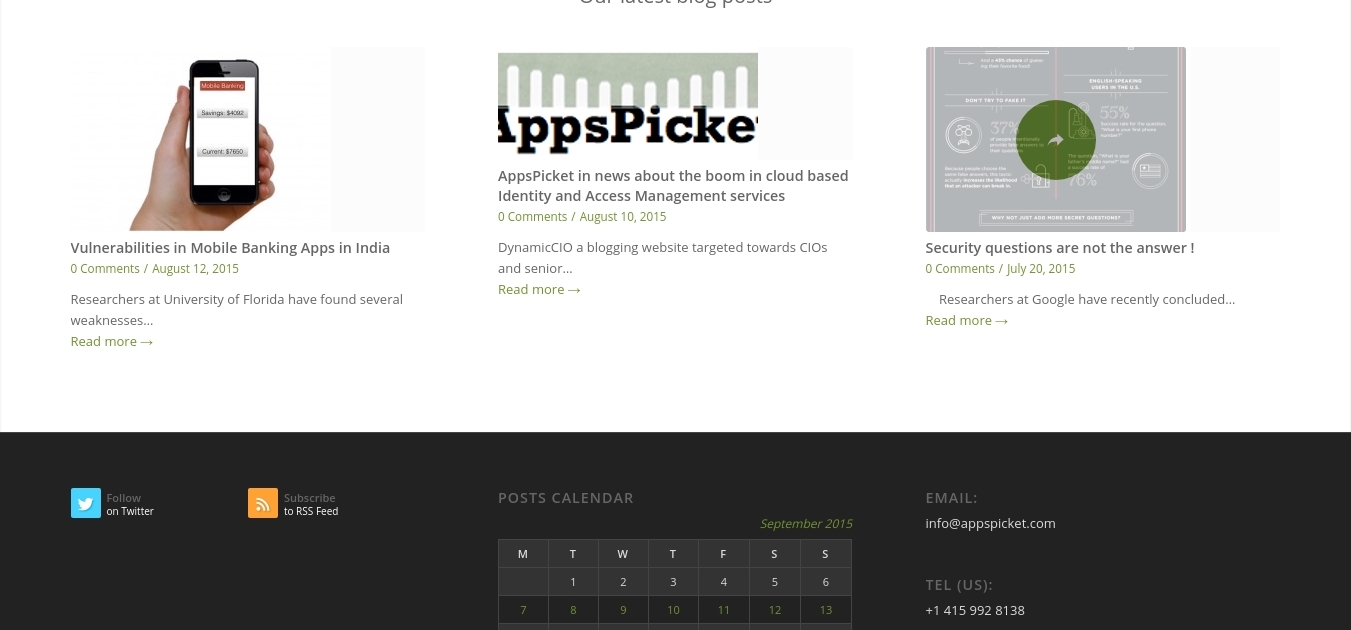 Our latest blog posts
Mobile Banking
Savings: $4092
Current: $7650
Vulnerabilities in Mobile Banking Apps in India
0 Comments / August 12, 2015
Researchers at University of Florida have found several
weaknesses...
Read more →
AppsPicket
AppsPicket in news about the boom in cloud based
Identity and Access Management services
0 Comments / August 10, 2015
DynamicCIO a blogging website targeted towards CIOs
and senior...
Read more →
DON'T TRY TO FAKE IT
37%
ENGLISH-SPEAKING
USERS IN THE U.S.
55%
76%
WHY NOT JUST ADD MORE SECRET QUESTIONS?
Security questions are not the answer !
0 Comments / July 20, 2015
Researchers at Google have recently concluded...
Read more →
Follow
on Twitter
Subscribe
to RSS Feed
POSTS CALENDAR
September 2015
M T W T F S S
1 2 3 4 5 6
7 8 9 10 11 12 13
EMAIL:
info@appspicket.com
TEL (US):
+1 415 992 8138